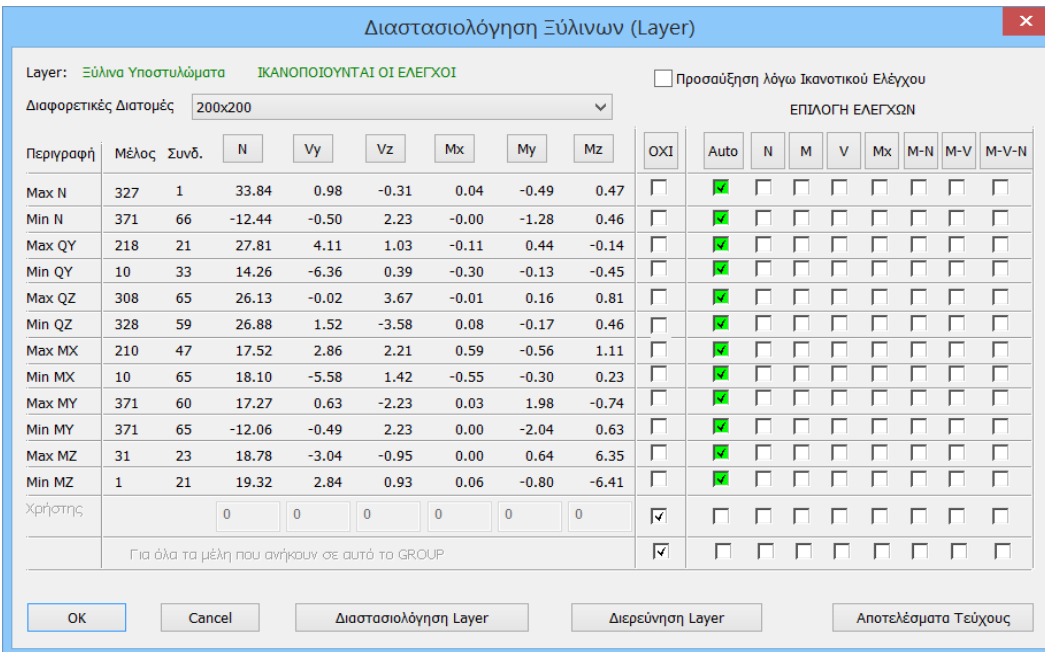 Διαστασιολόγηση Ξύλινων (Layer)
Layer: Ξύλινα Υποστυλώματα ΙΚΑΝΟΠΟΙΟΥΝΤΑΙ ΟΙ ΕΛΕΓΧΟΙ Προσαύξηση λόγω Ικανοτικού Ελέγχου
Διαφορετικές Διατομές 200x200 ΕΠΙΛΟΓΗ ΕΛΕΓΧΩΝ
Περιγραφή Μέλος Συνδ. N Vy Vz Mx My Mz ΟΧΙ Auto N M V Mx M-N M-V M-V-N
Max N 327 1 33.84 0.98 -0.31 0.04 -0.49 0.47
Min N 371 66 -12.44 -0.50 2.23 -0.00 -1.28 0.46
Max QY 218 21 27.81 4.11 1.03 -0.11 0.44 -0.14
Min QY 10 33 14.26 -6.36 0.39 -0.30 -0.13 -0.45
Max QZ 308 65 26.13 -0.02 3.67 -0.01 0.16 0.81
Min QZ 328 59 26.88 1.52 -3.58 0.08 -0.17 0.46
Max MX 210 47 17.52 2.86 2.21 0.59 -0.56 1.11
Min MX 10 65 18.10 -5.58 1.42 -0.55 -0.30 0.23
Max MY 371 60 17.27 0.63 -2.23 0.03 1.98 -0.74
Min MY 371 65 -12.06 -0.49 2.23 0.00 -2.04 0.63
Max MZ 31 23 18.78 -3.04 -0.95 0.00 0.64 6.35
Min MZ 1 21 19.32 2.84 0.93 0.06 -0.80 -6.41
Χρήστης 0 0 0 0 0 0
Για όλα τα μέλη που ανήκουν σε αυτό το GROUP
OK Cancel Διαστασιολόγηση Layer Διερεύνηση Layer Αποτελέσματα Τεύχους